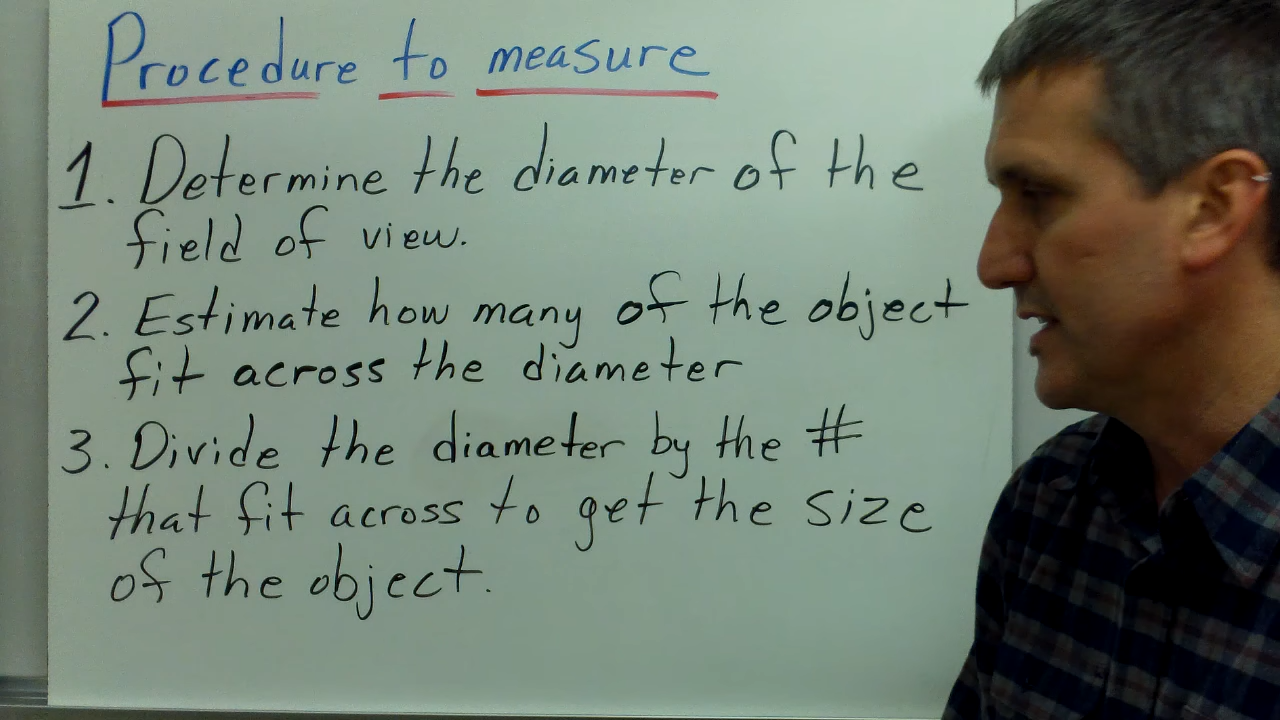 Procedure to measure
1. Determine the diameter of the
field of view.
2. Estimate how many of the object
fit across the diameter
3. Divide the diameter by the #
that fit across to get the size
of the object.